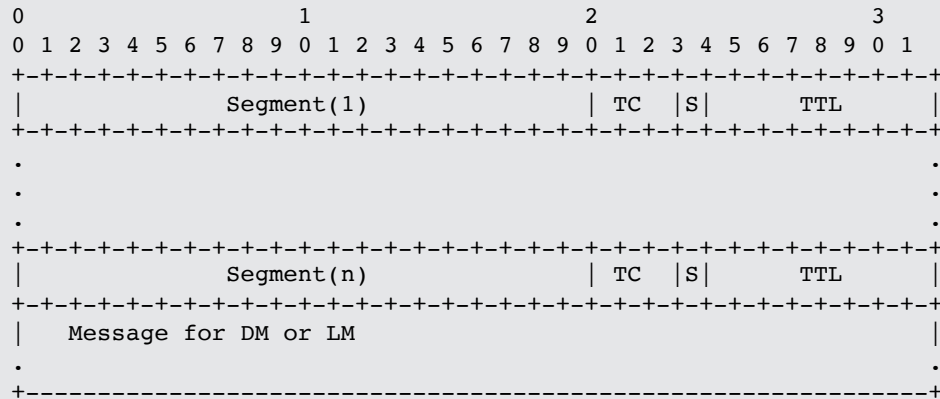 0                   1                   2                   3
0 1 2 3 4 5 6 7 8 9 0 1 2 3 4 5 6 7 8 9 0 1 2 3 4 5 6 7 8 9 0 1
+-+-+-+-+-+-+-+-+-+-+-+-+-+-+-+-+-+-+-+-+-+-+-+-+-+-+-+-+-+-+-+-+
|              Segment(1)               | TC  |S|      TTL      |
+-+-+-+-+-+-+-+-+-+-+-+-+-+-+-+-+-+-+-+-+-+-+-+-+-+-+-+-+-+-+-+-+
.                                                               .
.                                                               .
.                                                               .
+-+-+-+-+-+-+-+-+-+-+-+-+-+-+-+-+-+-+-+-+-+-+-+-+-+-+-+-+-+-+-+-+
|              Segment(n)               | TC  |S|      TTL      |
+-+-+-+-+-+-+-+-+-+-+-+-+-+-+-+-+-+-+-+-+-+-+-+-+-+-+-+-+-+-+-+-+
|   Message for DM or LM                                        |
.                                                               .
+---------------------------------------------------------------+